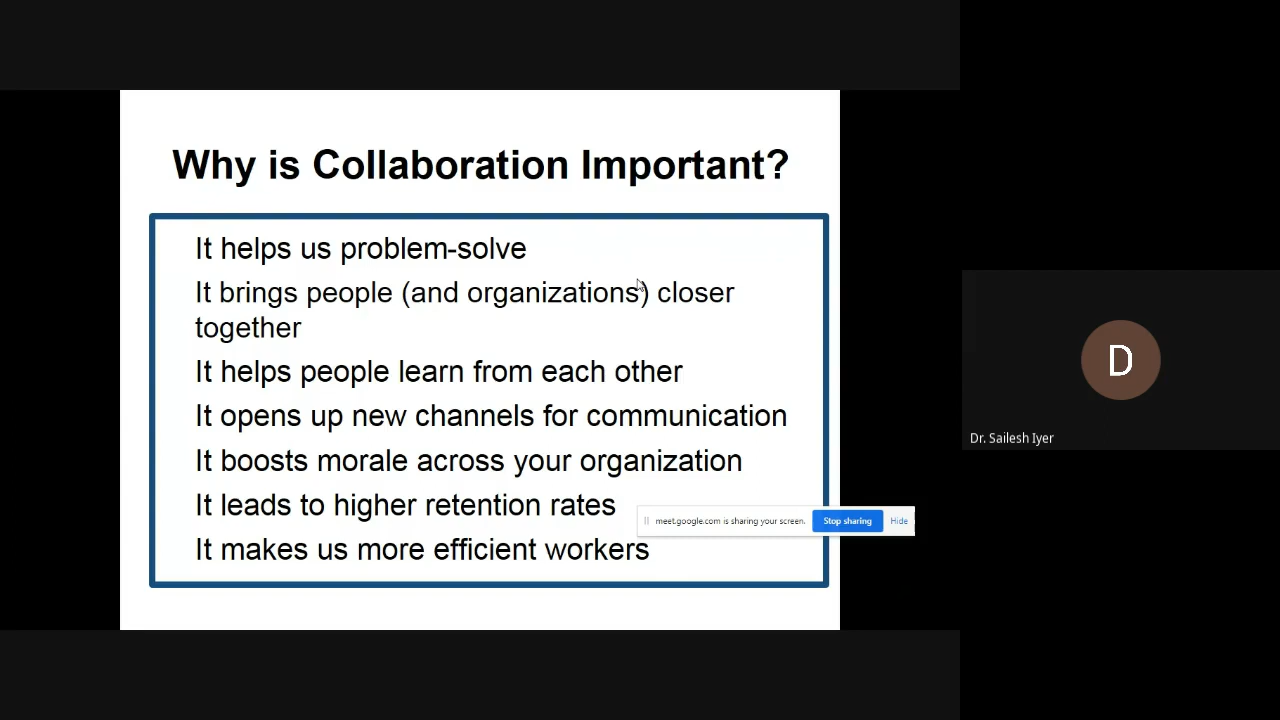 Why is Collaboration Important?
It helps us problem-solve
It brings people (and organizations) closer
together
It helps people learn from each other
It opens up new channels for communication
It boosts morale across your organization
It leads to higher retention rates
meet.google.com is sharing your screen. Stop sharing Hide
It makes us more efficient workers
D
Dr. Sailesh Iyer